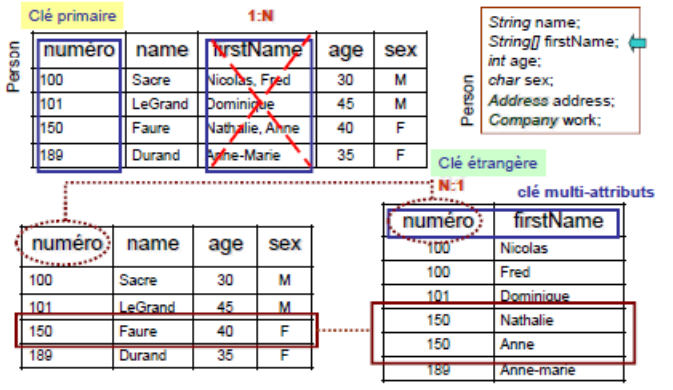 Clé primaire
1:N
Person
numéro name firstName age sex
100 Sacre Nicolas, Fred 30 M
101 LeGrand Dominique 45 M
150 Faure Nathalie, Anne 40 F
189 Durand Anne-Marie 35 F
Person
String name;
String[] firstName;
int age;
char sex;
Address address;
Company work;
Clé étrangère
N:1
clé multi-attributs
numéro name age sex
100 Sacre 30 M
101 LeGrand 45 M
150 Faure 40 F
189 Durand 35 F
numéro firstName
100 Nicolas
100 Fred
101 Dominique
150 Nathalie
150 Anne
189 Anne-marie